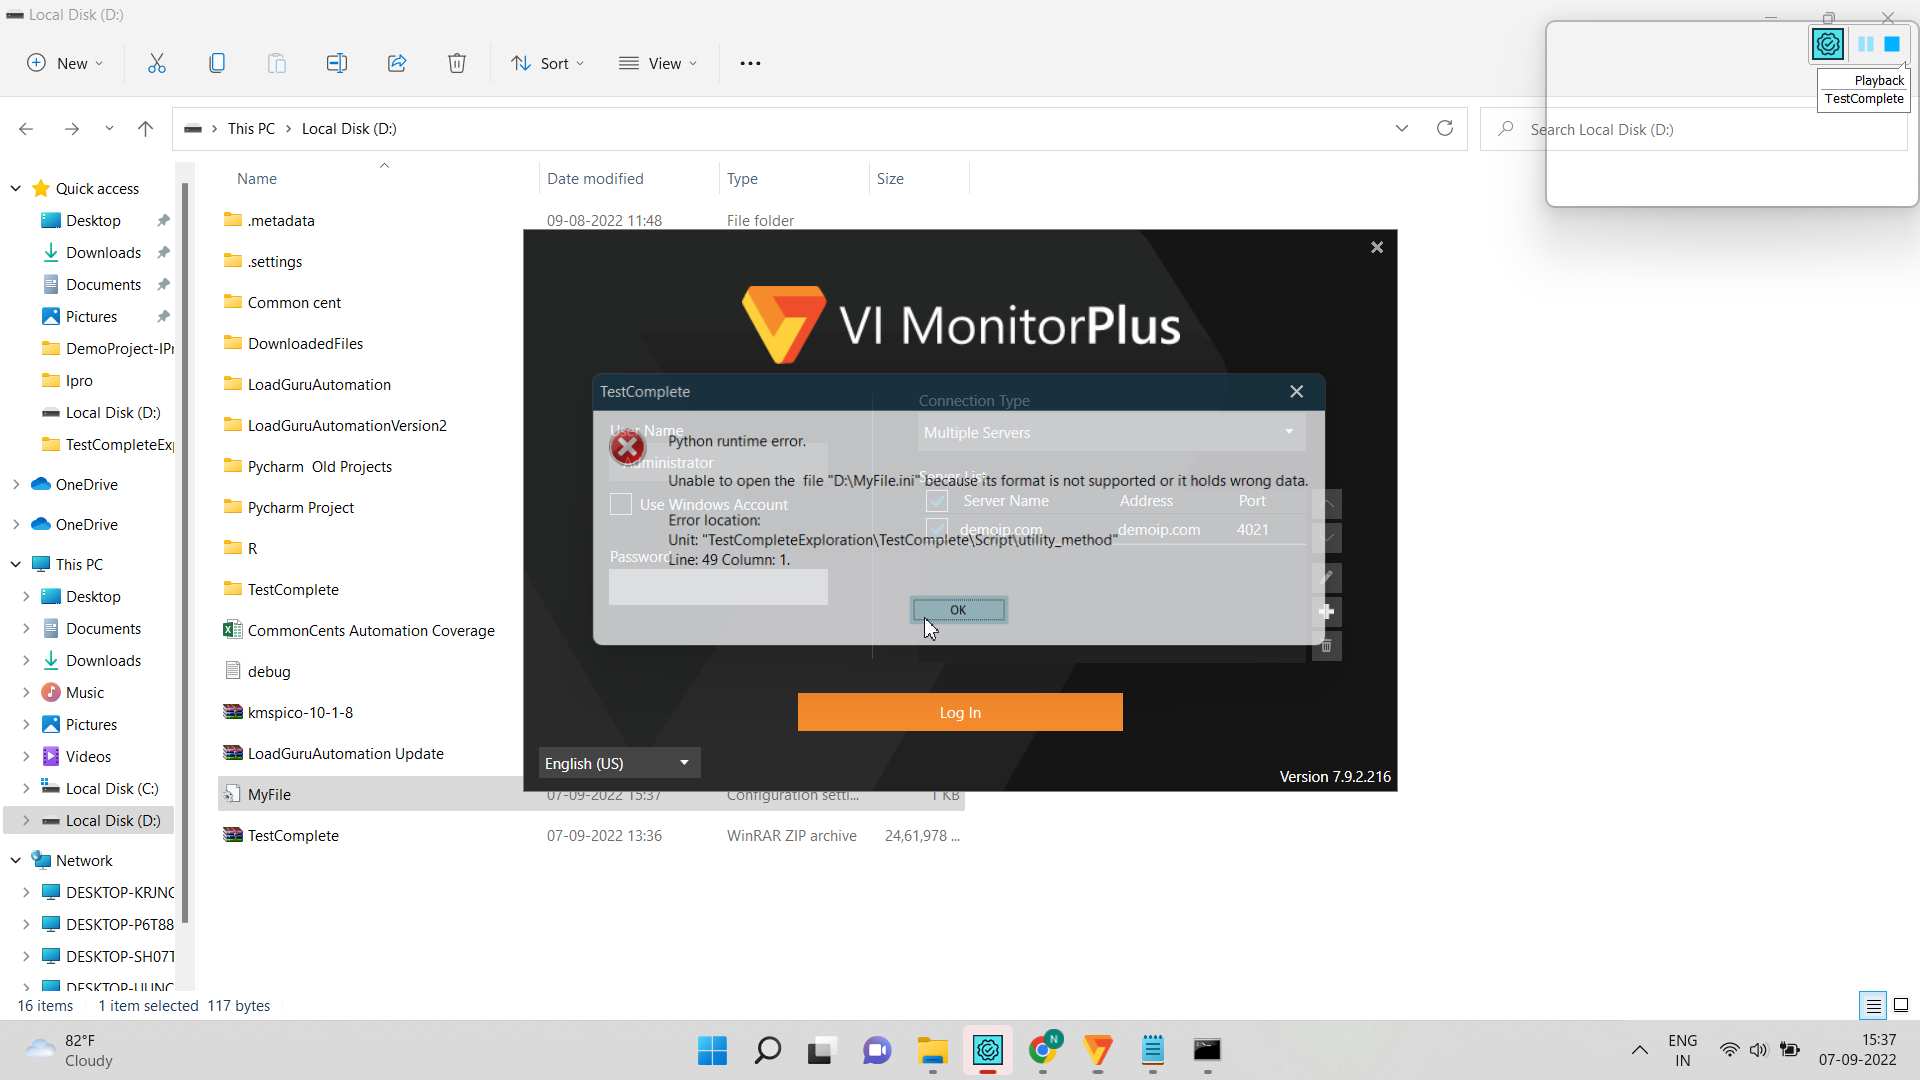 Local Disk (D:)
New
Sort
View
Playback
TestComplete
This PC
Local Disk (D:)
Search Local Disk (D:)
Name
Date modified
Type
Size
Quick access
Desktop
Downloads
Documents
Pictures
DemoProject-IPr
Ipro
Local Disk (D:)
TestCompleteExp
OneDrive
OneDrive
This PC
Desktop
Documents
Downloads
Music
Pictures
Videos
Local Disk (C:)
Local Disk (D:)
Network
DESKTOP-KRJNC
DESKTOP-P6T88
DESKTOP-SH07T
DESKTOP-UUNC
.metadata 09-08-2022 11:48 File folder
.settings
Common cent
DownloadedFiles
LoadGuruAutomation
LoadGuruAutomationVersion2
Pycharm Old Projects
Pycharm Project
R
TestComplete
CommonCents Automation Coverage
debug
kmspico-10-1-8
LoadGuruAutomation Update
MyFile 07-09-2022 15:37 Configuration setti... 1 KB
TestComplete 07-09-2022 13:36 WinRAR ZIP archive 24,61,978 ...
VI MonitorPlus
TestComplete
Connection Type
User Name
Multiple Servers
Python runtime error.
Administrator
Server List
Unable to open the file "D:\MyFile.ini" because its format is not supported or it holds wrong data.
Use Windows Account
Server Name Address Port
Error location:
demoip.com demoip.com 4021
Unit: "TestCompleteExploration\TestComplete\Script\utility_method"
Password
Line: 49 Column: 1.
OK
Log In
English (US)
Version 7.9.2.216
16 items 1 item selected 117 bytes
82°F
Cloudy
N
ENG
IN
15:37
07-09-2022